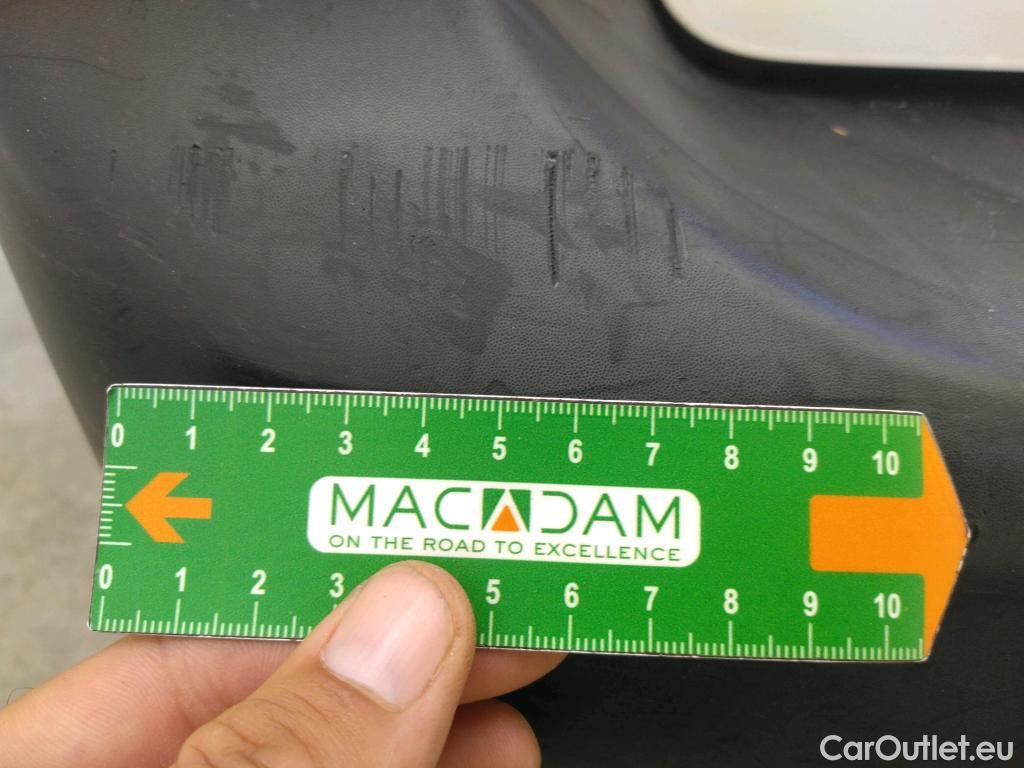 0 1 2 3 4 5 6 7 8 9 10
MACADAM
ON THE ROAD TO EXCELLENCE
0 1 2 3 5 6 7 8 9 10
CarOutlet.eu